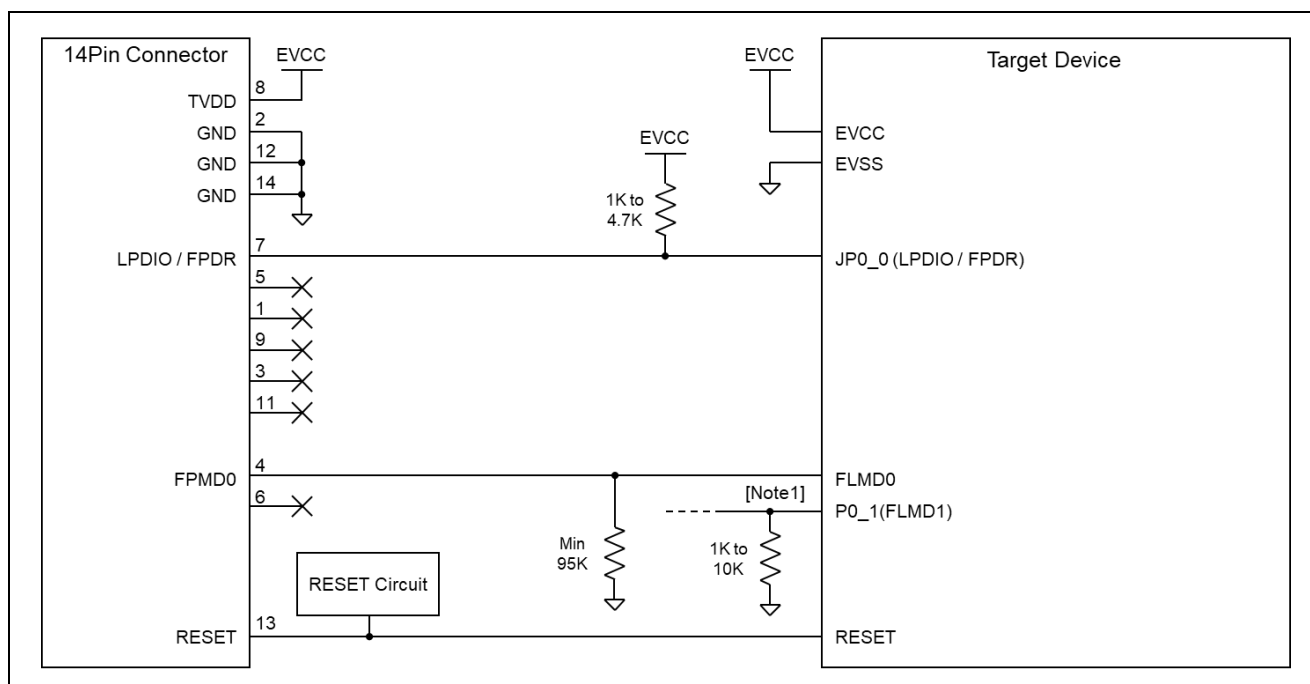 14Pin Connector
EVCC
EVCC
Target Device
8
TVDD
2
GND
EVCC
EVCC
12
GND
EVSS
14
GND
1K to
4.7K
7
LPDIO / FPDR
JP0_0 (LPDIO / FPDR)
5
1
9
3
11
4
FPMD0
FLMD0
6
[Note1]
P0_1(FLMD1)
Min
95K
1K to
10K
RESET Circuit
13
RESET
RESET